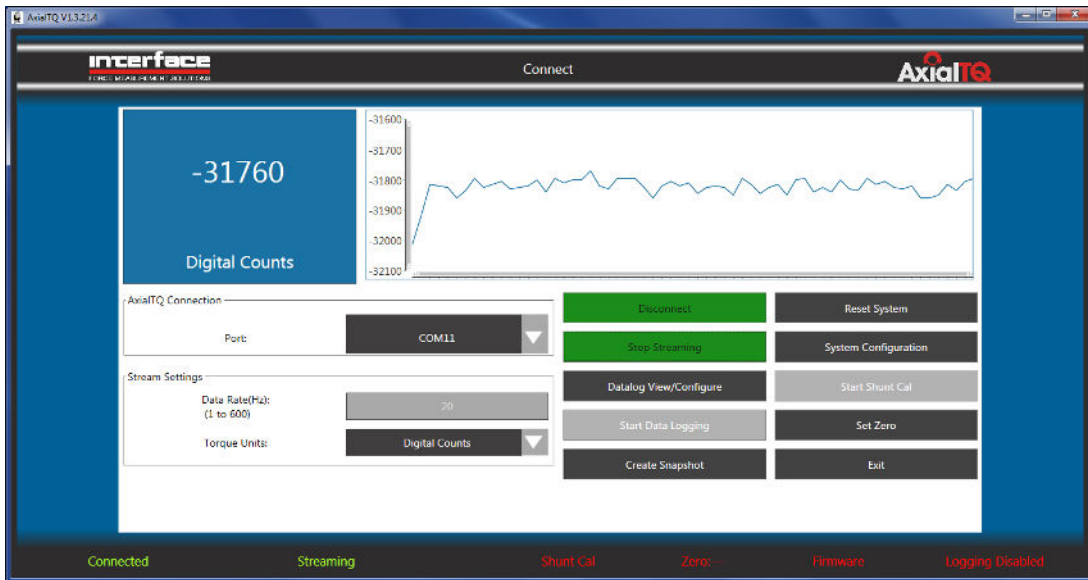 AxialTQ V1.3.21.4
interface
FORCE MEASUREMENT SOLUTIONS
Connect
AxialTQ
-31760
Digital Counts
-31600
-31700
-31800
-31900
-32000
-32100
AxialTQ Connection
Port:
COM11
Stream Settings
Data Rate(Hz):
(1 to 600)
20
Torque Units:
Digital Counts
Disconnect
Reset System
Stop Streaming
System Configuration
Datalog View/Configure
Start Shunt Cal
Start Data Logging
Set Zero
Create Snapshot
Exit
Connected
Streaming
Shunt Cal
Zero:--
Firmware
Logging Disabled